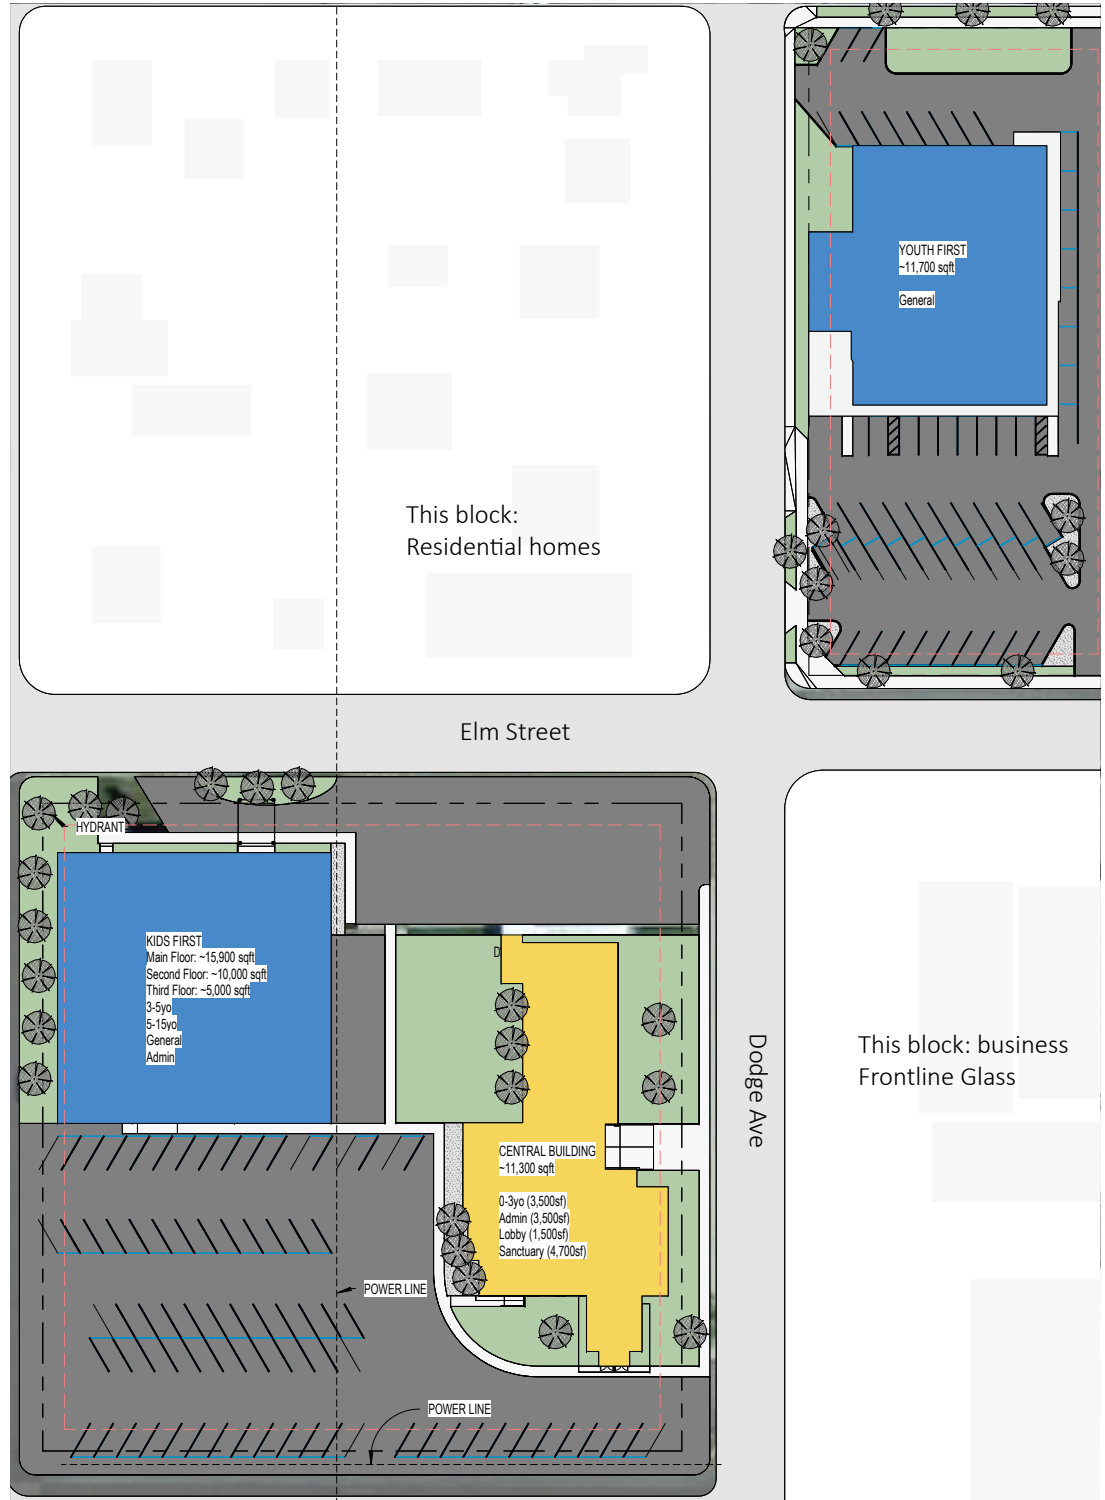 YOUTH FIRST
~11,700 sqft
General
This block:
Residential homes
Elm Street
HYDRANT
KIDS FIRST
Main Floor: ~15,900 sqft
Second Floor: ~10,000 sqft
Third Floor: ~5,000 sqft
3-5yo
5-15yo
General
Admin
D
Dodge Ave
This block: business
Frontline Glass
CENTRAL BUILDING
~11,300 sqft
0-3yo (3,500sf)
Admin (3,500sf)
Lobby (1,500sf)
Sanctuary (4,700sf)
POWER LINE
POWER LINE